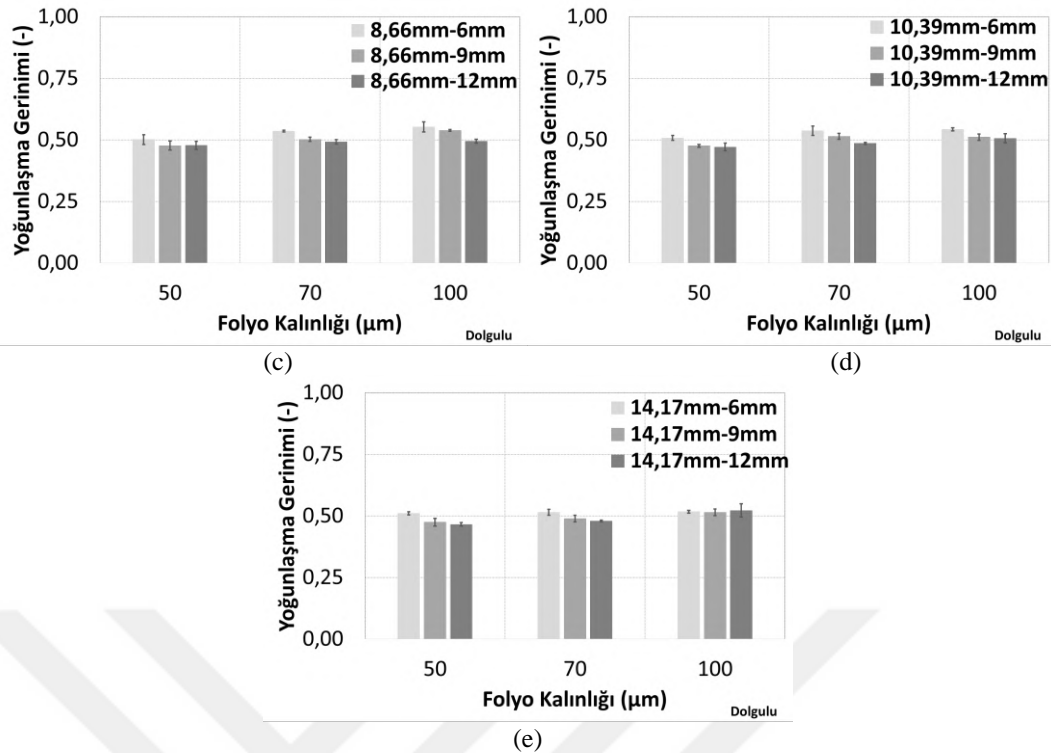 Yoğunlaşma Gerinimi (-)
1,00
0,75
0,50
0,25
0,00
8,66mm-6mm
8,66mm-9mm
8,66mm-12mm
50
70
100
Folyo Kalınlığı (µm)
Dolgulu
(c)
Yoğunlaşma Gerinimi (-)
1,00
0,75
0,50
0,25
0,00
10,39mm-6mm
10,39mm-9mm
10,39mm-12mm
50
70
100
Folyo Kalınlığı (µm)
Dolgulu
(d)
Yoğunlaşma Gerinimi (-)
1,00
0,75
0,50
0,25
0,00
14,17mm-6mm
14,17mm-9mm
14,17mm-12mm
50
70
100
Folyo Kalınlığı (µm)
Dolgulu
(e)